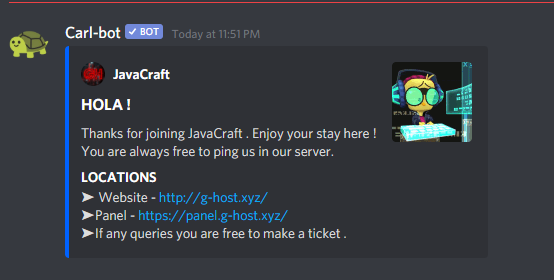 Carl-bot ✓ BOT Today at 11:51 PM
JavaCraft
HOLA !
Thanks for joining JavaCraft . Enjoy your stay here !
You are always free to ping us in our server.
LOCATIONS
➤ Website - http://g-host.xyz/
➤Panel - https://panel.g-host.xyz/
➤If any queries you are free to make a ticket .